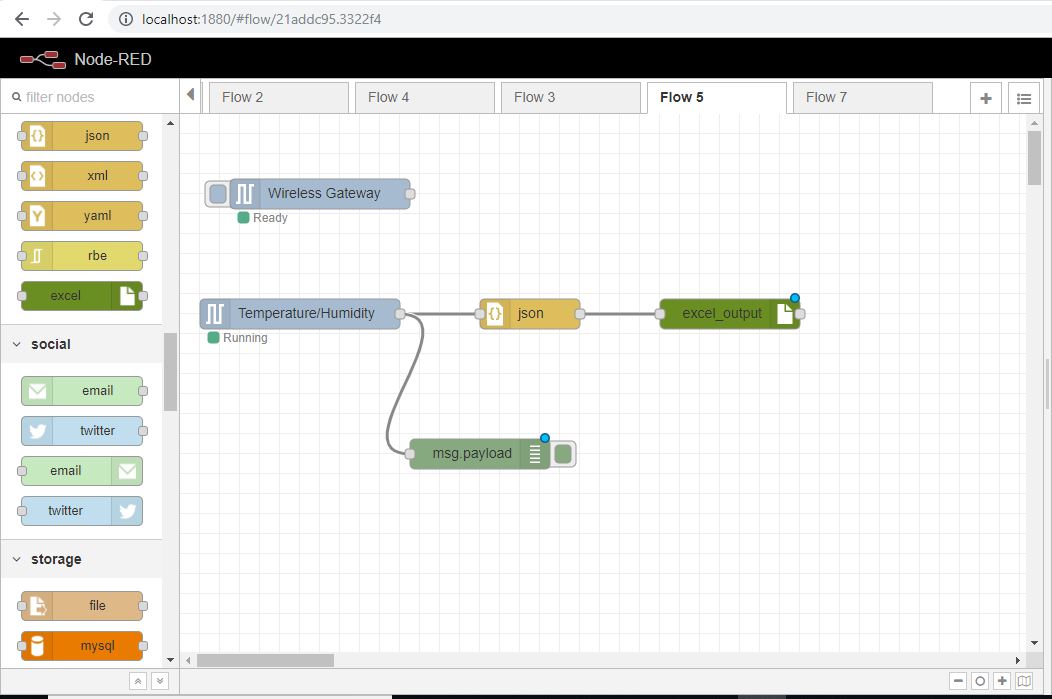 localhost:1880/#flow/21addc95.3322f4
Node-RED
filter nodes
Flow 2
Flow 4
Flow 3
Flow 5
Flow 7
json
xml
yaml
rbe
excel
social
email
twitter
email
twitter
storage
file
mysql
Wireless Gateway
Ready
Temperature/Humidity
Running
json
excel_output
msg.payload